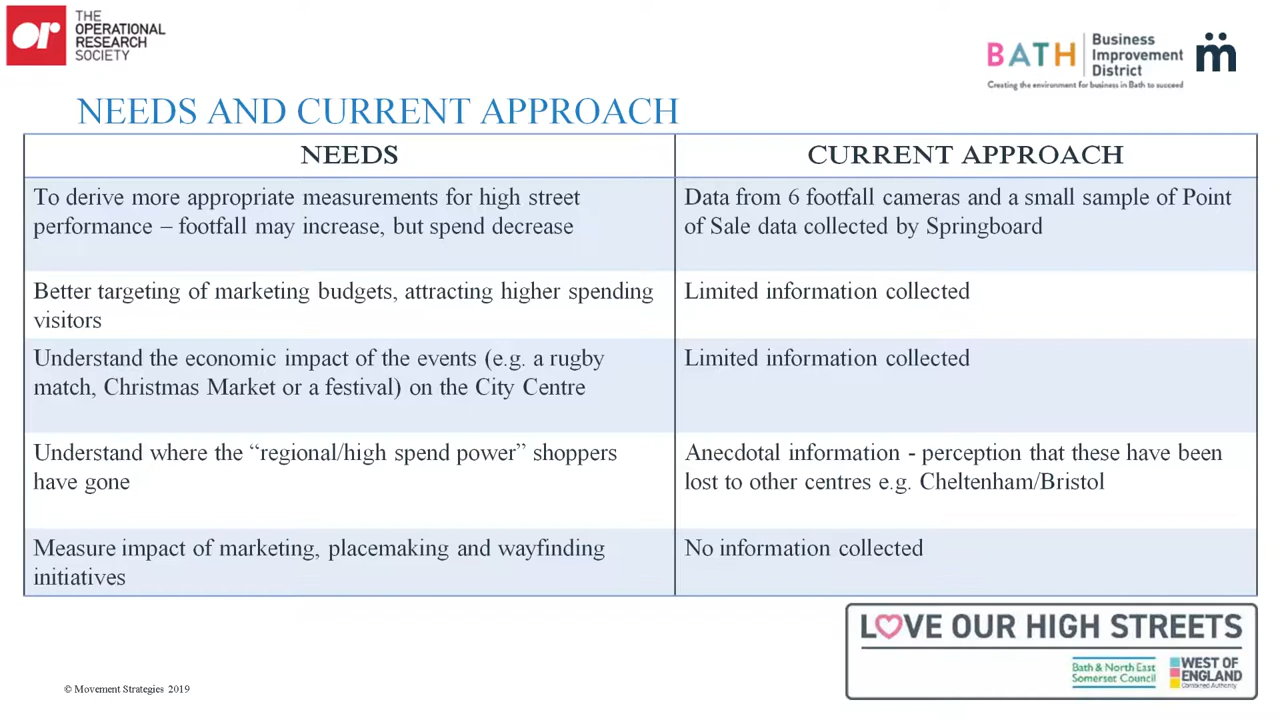 or
THE
OPERATIONAL
RESEARCH
SOCIETY
BATH
Business
Improvement
District
Creating the environment for business in Bath to succeed
m
NEEDS AND CURRENT APPROACH
NEEDS
CURRENT APPROACH
To derive more appropriate measurements for high street
performance – footfall may increase, but spend decrease
Data from 6 footfall cameras and a small sample of Point
of Sale data collected by Springboard
Better targeting of marketing budgets, attracting higher spending
visitors
Limited information collected
Understand the economic impact of the events (e.g. a rugby
match, Christmas Market or a festival) on the City Centre
Limited information collected
Understand where the “regional/high spend power” shoppers
have gone
Anecdotal information - perception that these have been
lost to other centres e.g. Cheltenham/Bristol
Measure impact of marketing, placemaking and wayfinding
initiatives
No information collected
LOVE OUR HIGH STREETS
Bath & North East
Somerset Council
WEST OF
ENGLAND
Combined Authority
© Movement Strategies 2019